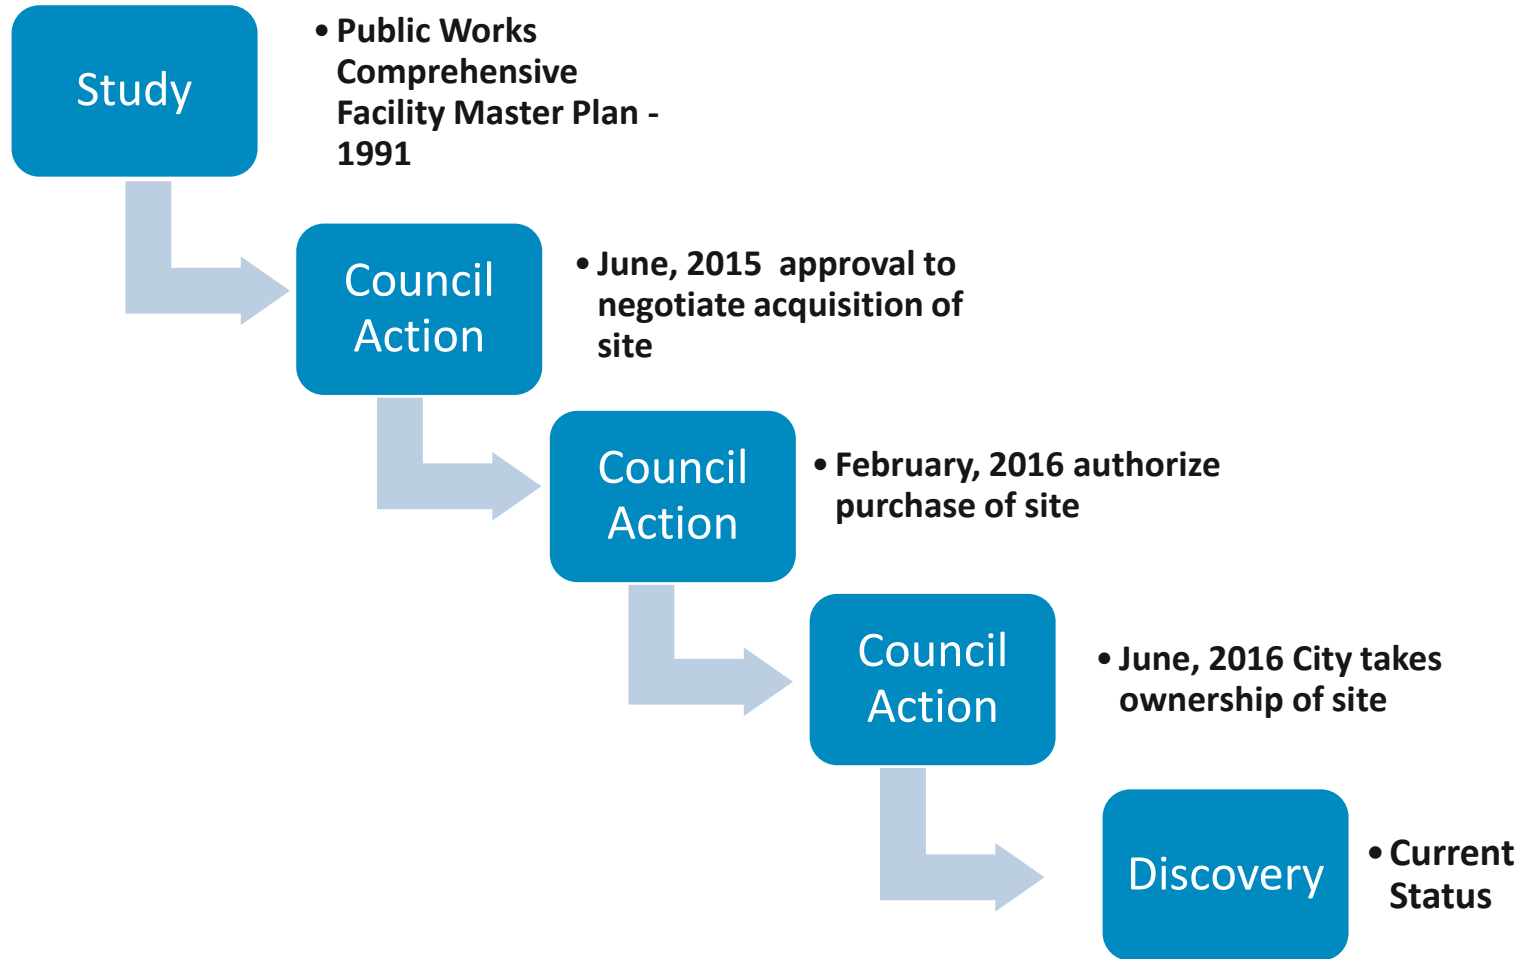 Study
• Public Works
Comprehensive
Facility Master Plan -
1991
Council
Action
• June, 2015  approval to
negotiate acquisition of
site
Council
Action
• February, 2016 authorize
purchase of site
Council
Action
• June, 2016 City takes
ownership of site
Discovery
• Current
Status